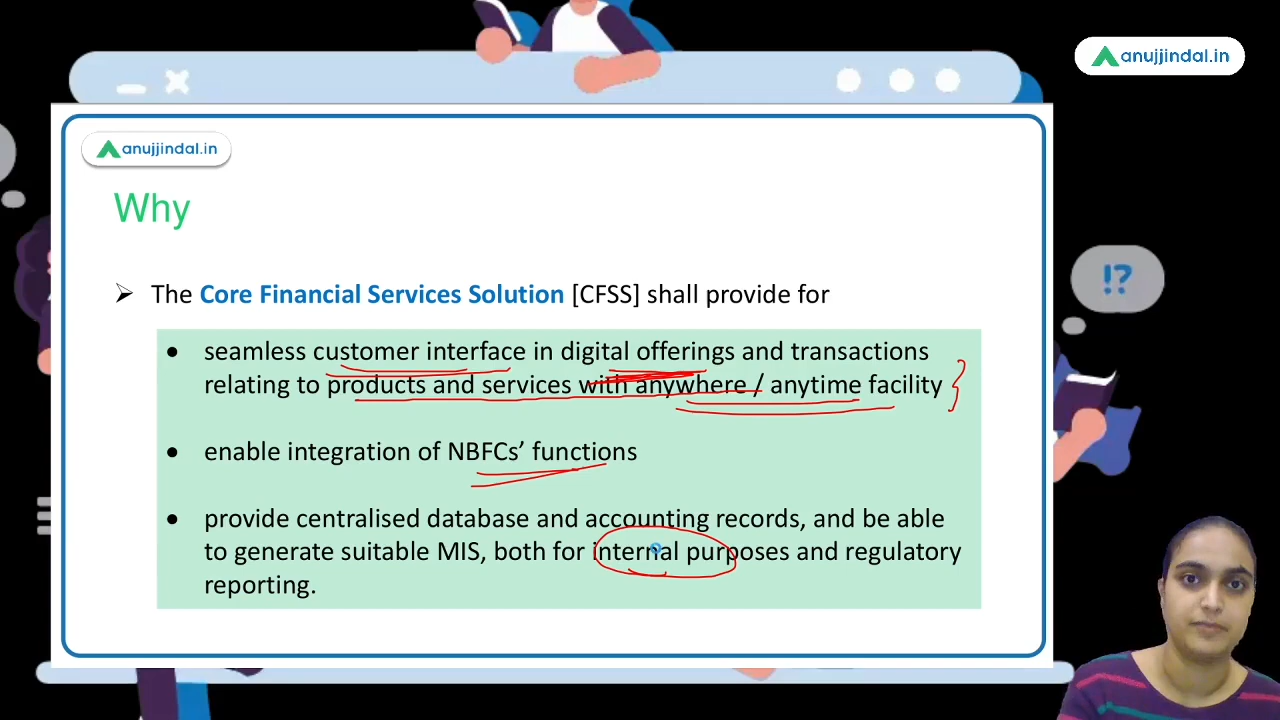 anujjindal.in
anujjindal.in
Why
➢ The Core Financial Services Solution [CFSS] shall provide for
• seamless customer interface in digital offerings and transactions
relating to products and services with anywhere / anytime facility
• enable integration of NBFCs’ functions
• provide centralised database and accounting records, and be able
to generate suitable MIS, both for internal purposes and regulatory
reporting.
!?